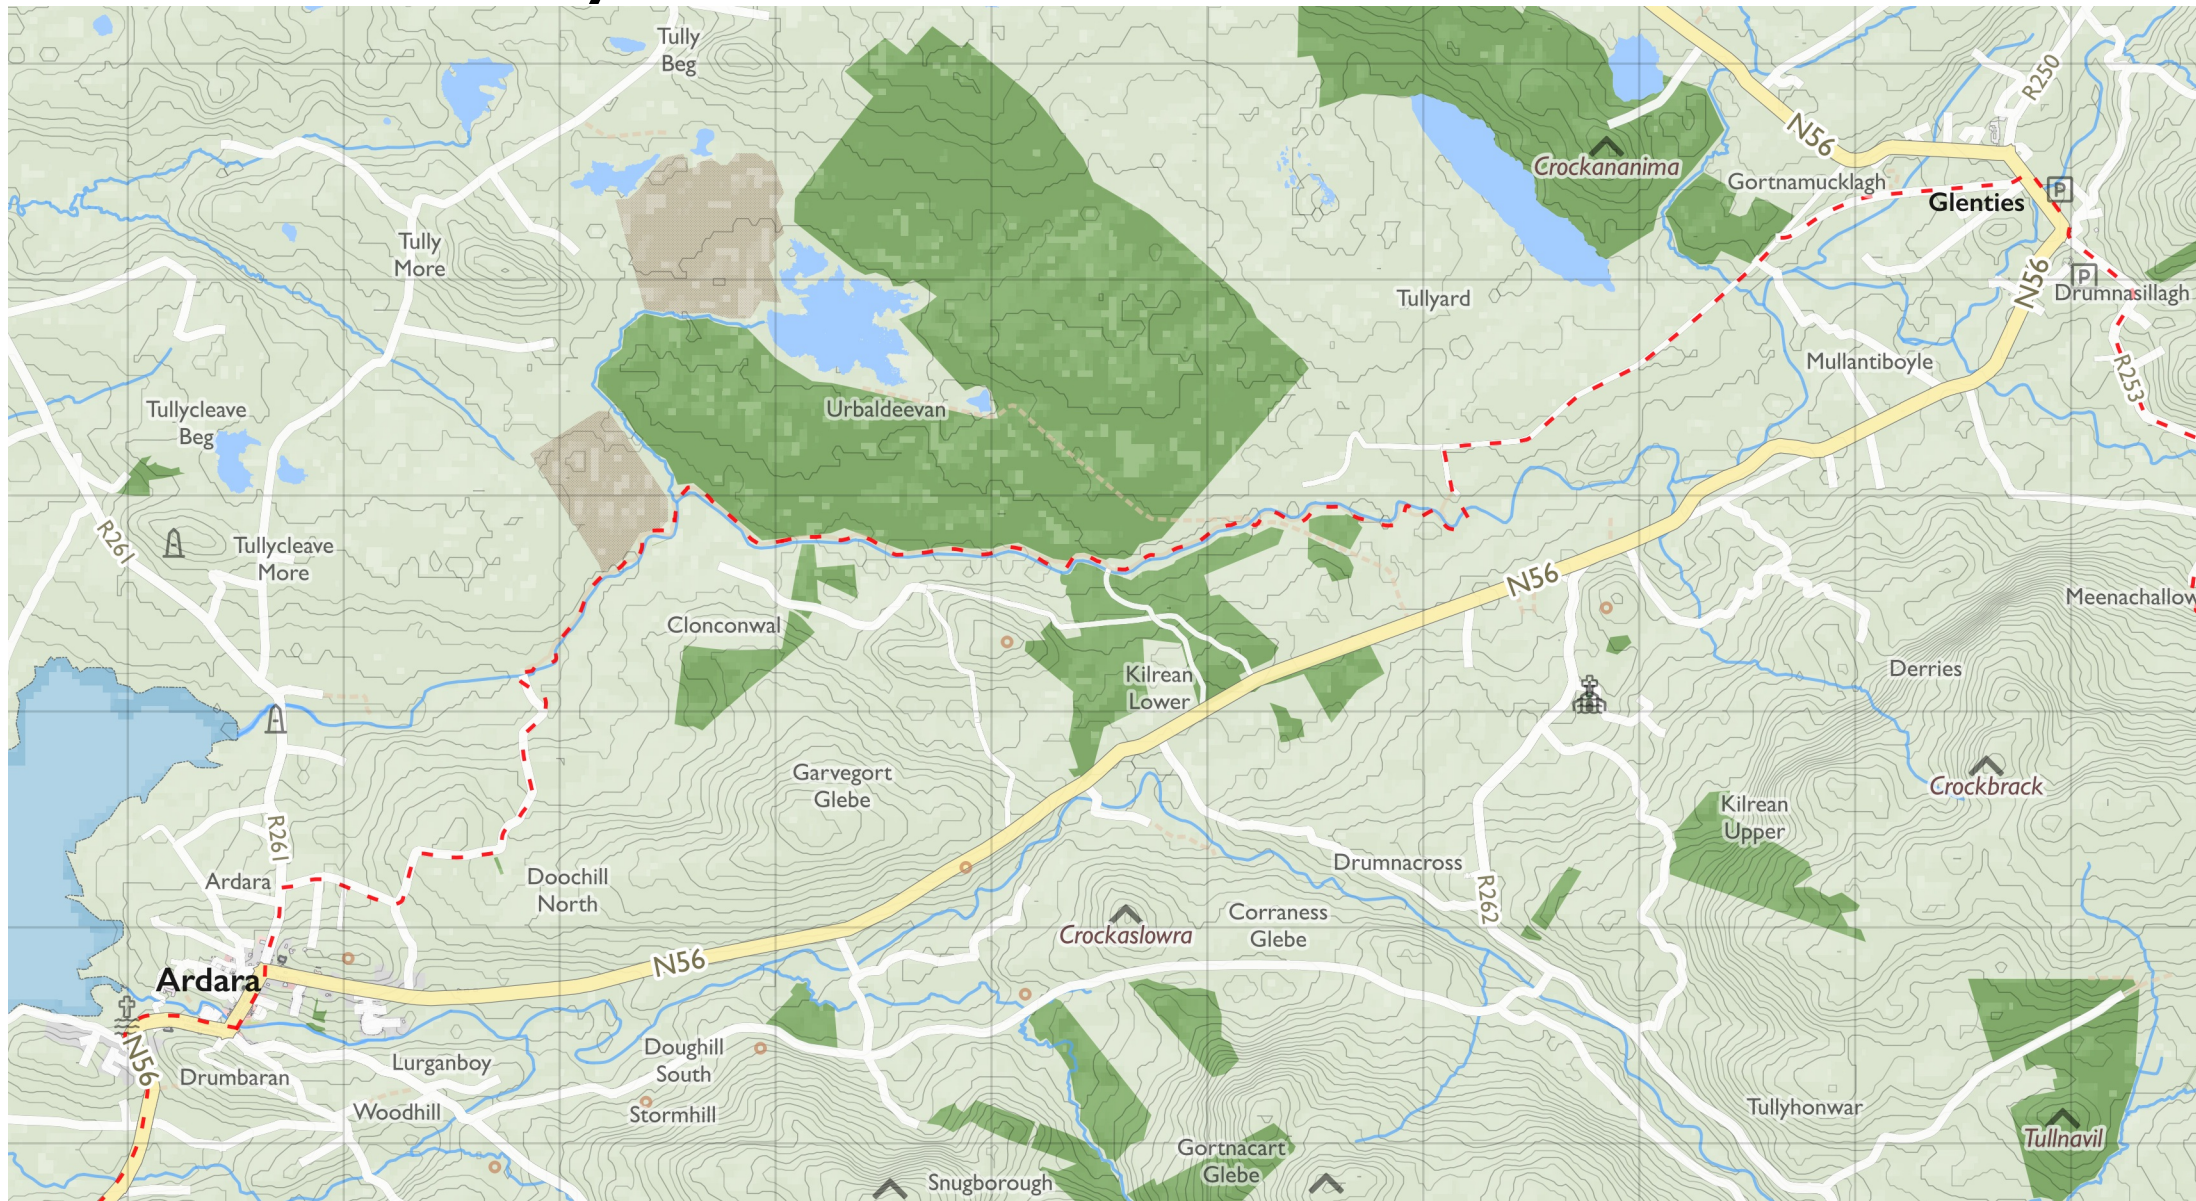 Tully
Beg
R250
N56
Crockananima
Gortnamucklagh
P
Glenties
Tully
More
N56
P
Drumnasillagh
Tullyard
Mullantiboyle
R253
Tullycleave
Beg
Urbaldeevan
R261
Tullycleave
More
N56
Meenachallow
Clonconwal
Kilrean
Lower
Derries
Garvegort
Glebe
Crockbrack
Kilrean
Upper
R261
Drumnacross
Ardara
Doochill
North
R262
Corraness
Glebe
Crockaslowra
N56
Ardara
N56
Doughill
South
Lurganboy
Drumbaran
Woodhill
Stormhill
Tullyhonwar
Tullnavil
Gortnacart
Glebe
Snugborough